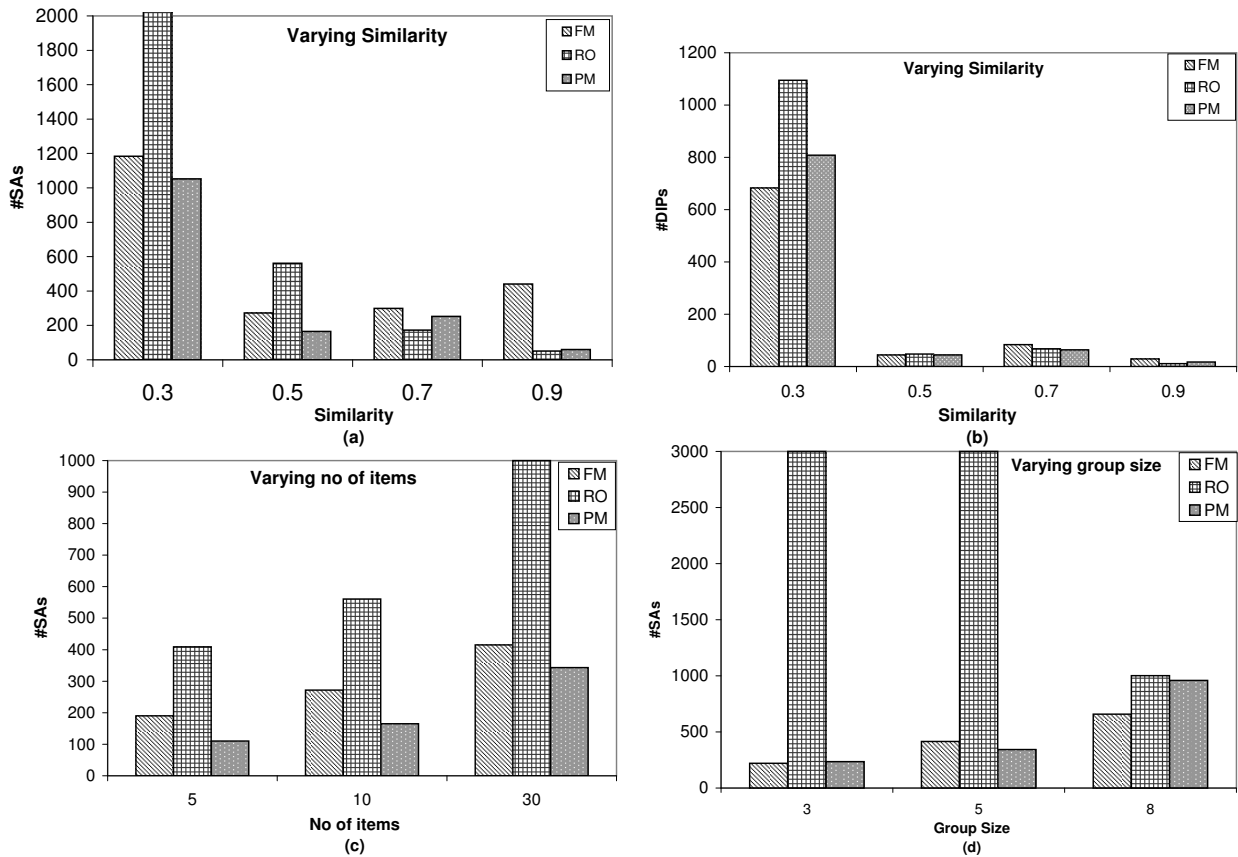 Varying Similarity
FM
RO
PM
2000
1800
1600
1400
1200
1000
800
600
400
200
0
#SAs
0.3 0.5 0.7 0.9
Similarity
(a)
Varying Similarity
FM
RO
PM
1200
1000
800
600
400
200
0
#DIPs
0.3 0.5 0.7 0.9
Similarity
(b)
Varying no of items
FM
RO
PM
1000
900
800
700
600
500
400
300
200
100
0
#SAs
5 10 30
No of items
(c)
Varying group size
FM
RO
PM
3000
2500
2000
1500
1000
500
0
#SAs
3 5 8
Group Size
(d)